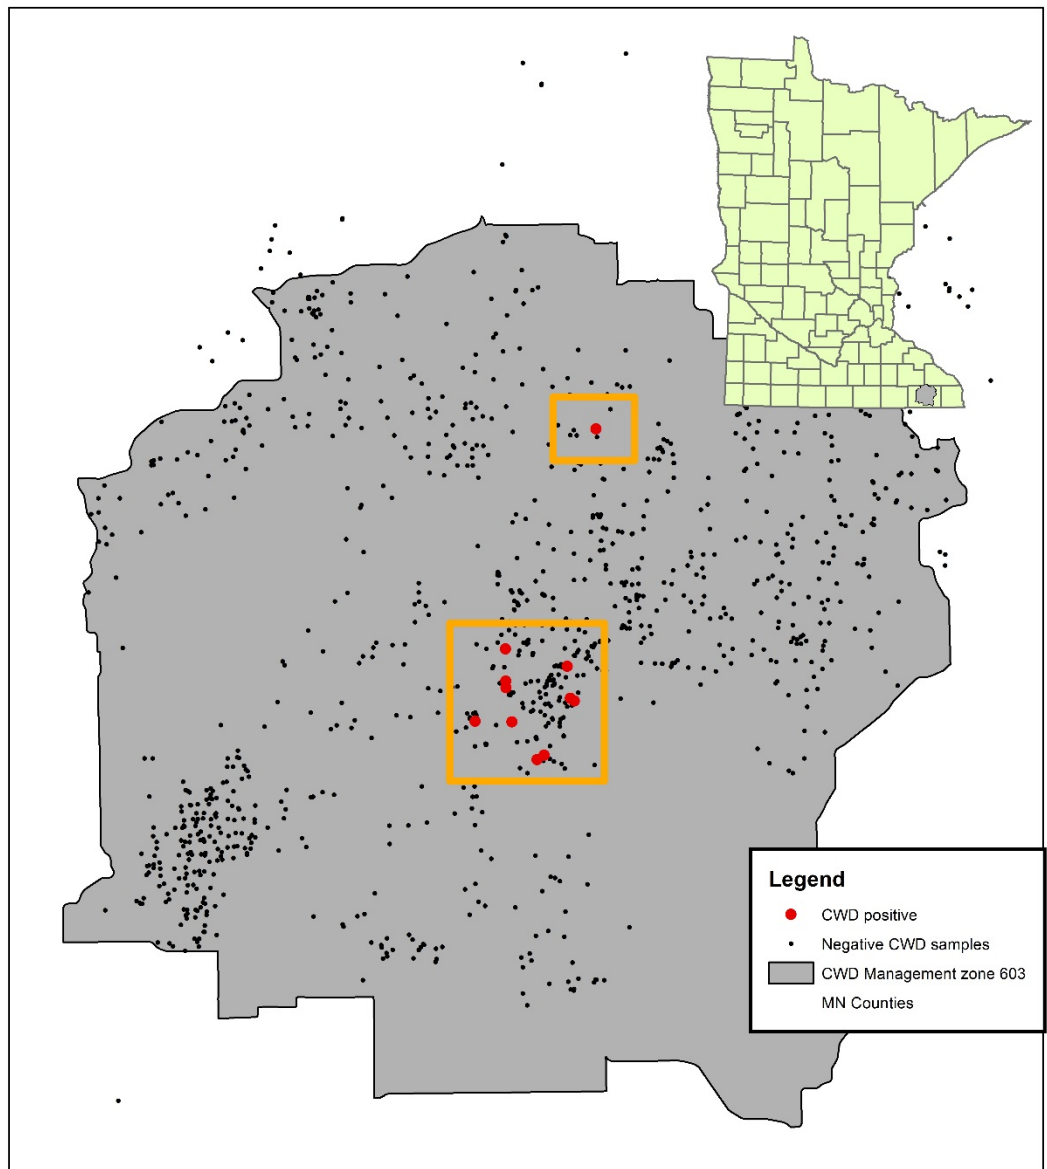 Legend
CWD positive
Negative CWD samples
CWD Management zone 603
MN Counties